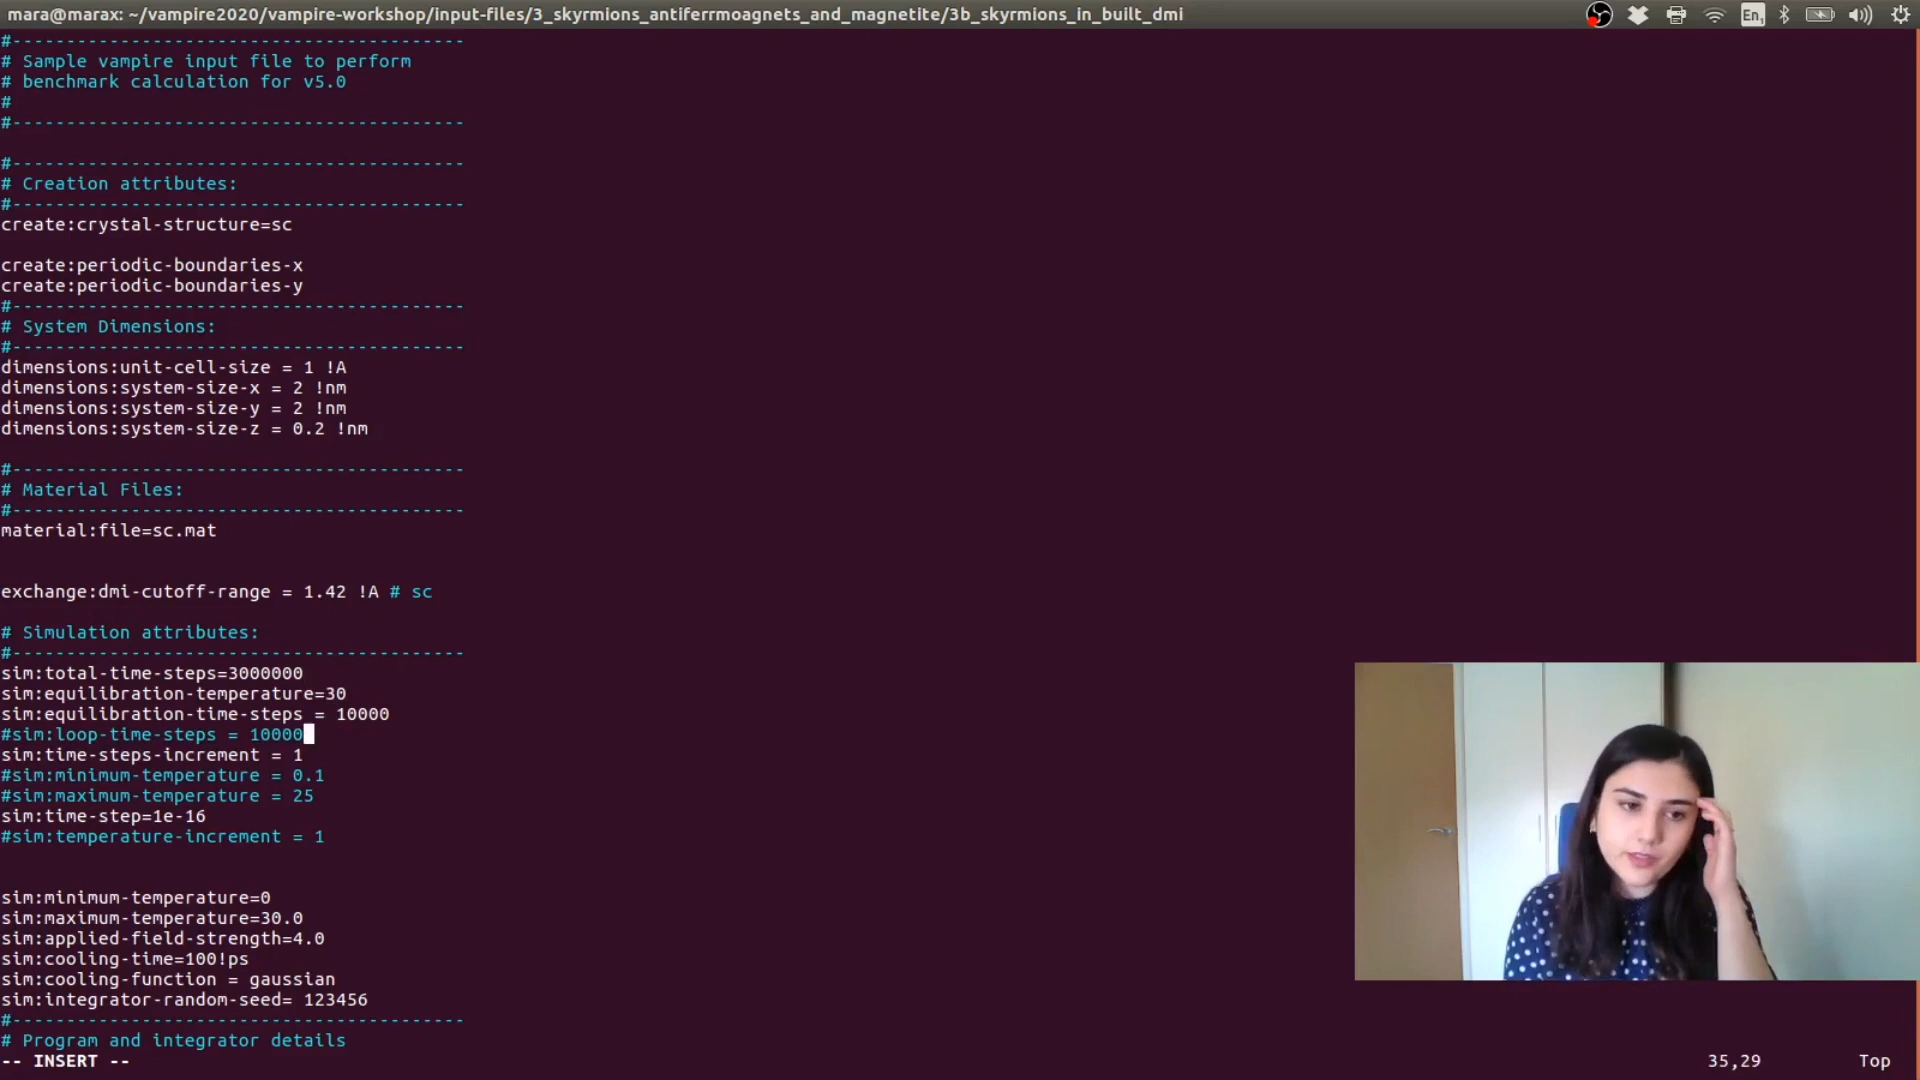 mara@marax: ~/vampire2020/vampire-workshop/input-files/3_skyrmions_antiferrmoagnets_and_magnetite/3b_skyrmions_in_built_dmi
En1
#------------------------------------------
# Sample vampire input file to perform
# benchmark calculation for v5.0
#
#------------------------------------------
#------------------------------------------
# Creation attributes:
#------------------------------------------
create:crystal-structure=sc
create:periodic-boundaries-x
create:periodic-boundaries-y
#------------------------------------------
# System Dimensions:
#------------------------------------------
dimensions:unit-cell-size = 1 !A
dimensions:system-size-x = 2 !nm
dimensions:system-size-y = 2 !nm
dimensions:system-size-z = 0.2 !nm
#------------------------------------------
# Material Files:
#------------------------------------------
material:file=sc.mat
exchange:dmi-cutoff-range = 1.42 !A # sc
# Simulation attributes:
#------------------------------------------
sim:total-time-steps=3000000
sim:equilibration-temperature=30
sim:equilibration-time-steps = 10000
#sim:loop-time-steps = 10000
sim:time-steps-increment = 1
#sim:minimum-temperature = 0.1
#sim:maximum-temperature = 25
sim:time-step=1e-16
#sim:temperature-increment = 1
sim:minimum-temperature=0
sim:maximum-temperature=30.0
sim:applied-field-strength=4.0
sim:cooling-time=100!ps
sim:cooling-function = gaussian
sim:integrator-random-seed= 123456
#------------------------------------------
# Program and integrator details
-- INSERT --
35,29
Top